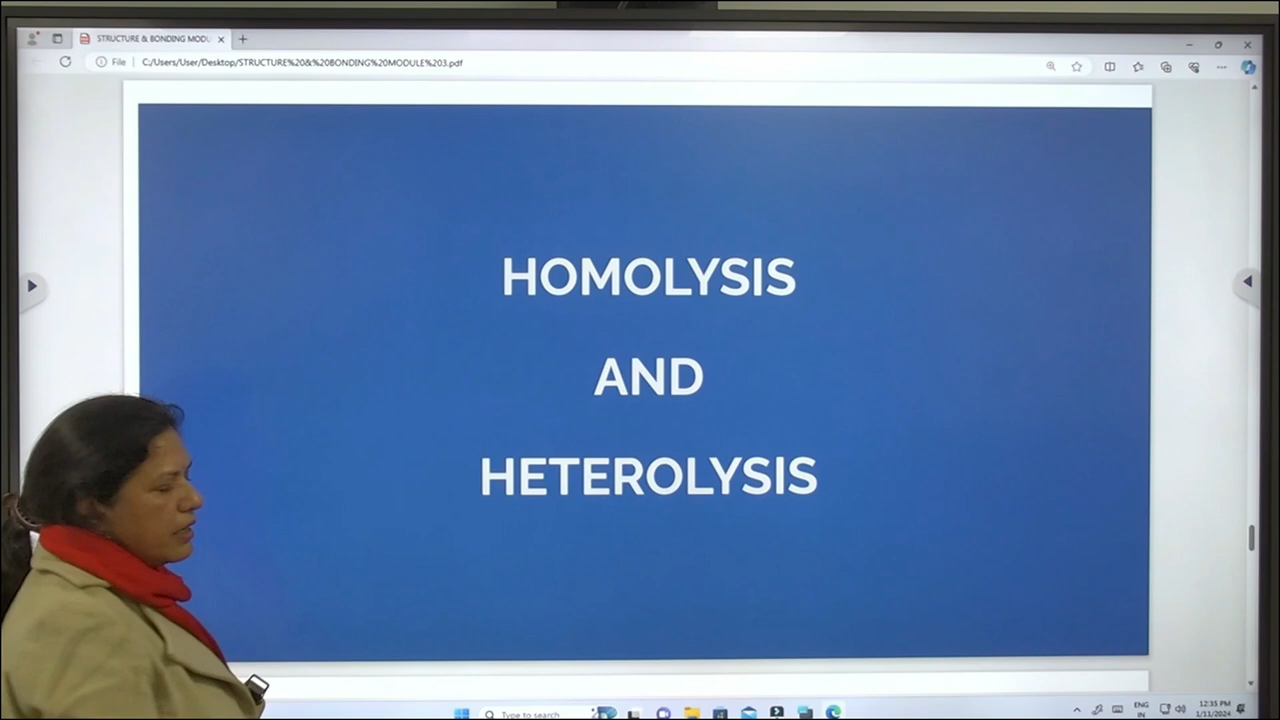 STRUCTURE & BONDING MODU
File
C:/Users/User/Desktop/STRUCTURE%20&%20BONDING%20MODULE%203.pdf
HOMOLYSIS
AND
HETEROLYSIS
Type to search
ENG
IN
12:35 PM
1/11/2024